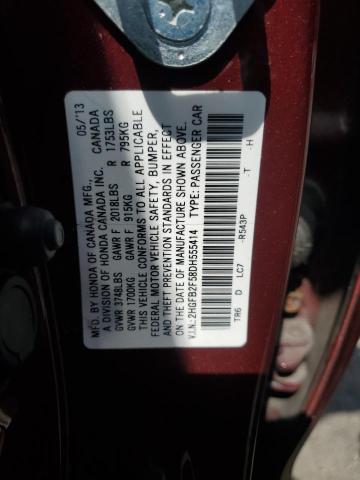 MFD. BY HONDA OF CANADA MFG., 05/'13
A DIVISION OF HONDA CANADA INC. CANADA
GVWR 3748LBS GAWR F 2018LBS R 1753LBS
GVWR 1700KG GAWR F 915KG R 795KG
THIS VEHICLE CONFORMS TO ALL APPLICABLE
FEDERAL MOTOR VEHICLE SAFETY, BUMPER,
AND THEFT PREVENTION STANDARDS IN EFFECT
ON THE DATE OF MANUFACTURE SHOWN ABOVE.
V.I.N.:2HGFB2F58DH555414 TYPE: PASSENGER CAR
TR6 D LC7 -R543P -T -H